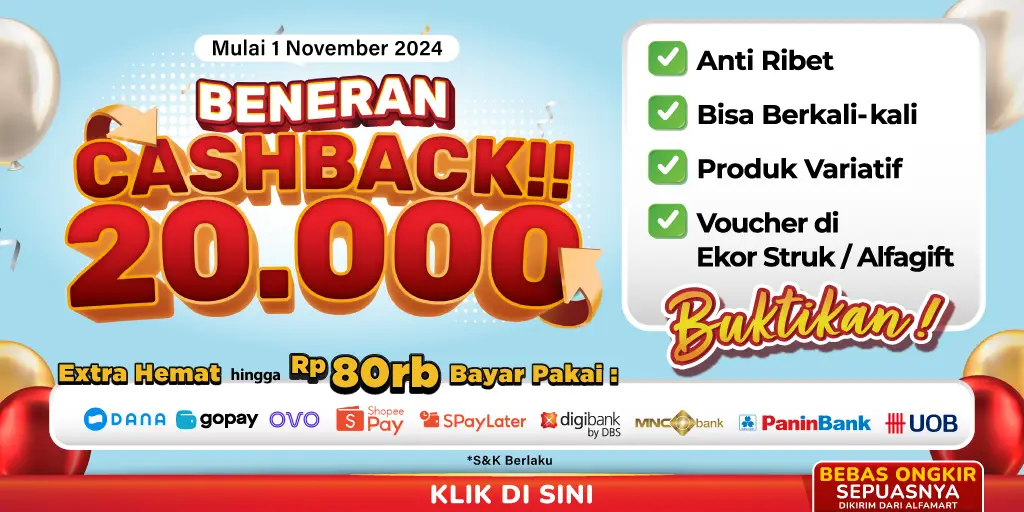 Mulai 1 November 2024
BENERAN
CASHBACK!!
20.000
Anti Ribet
Bisa Berkali-kali
Produk Variatif
Voucher di
Ekor Struk / Alfagift
Buktikan!
Extra Hemat hingga Rp 80rb Bayar Pakai :
DANA gopay OVO Shopee Pay SPayLater digibank by DBS MNC bank PaninBank UOB
*S&K Berlaku
KLIK DI SINI
BEBAS ONGKIR
SEPUASNYA
DIKIRIM DARI ALFAMART